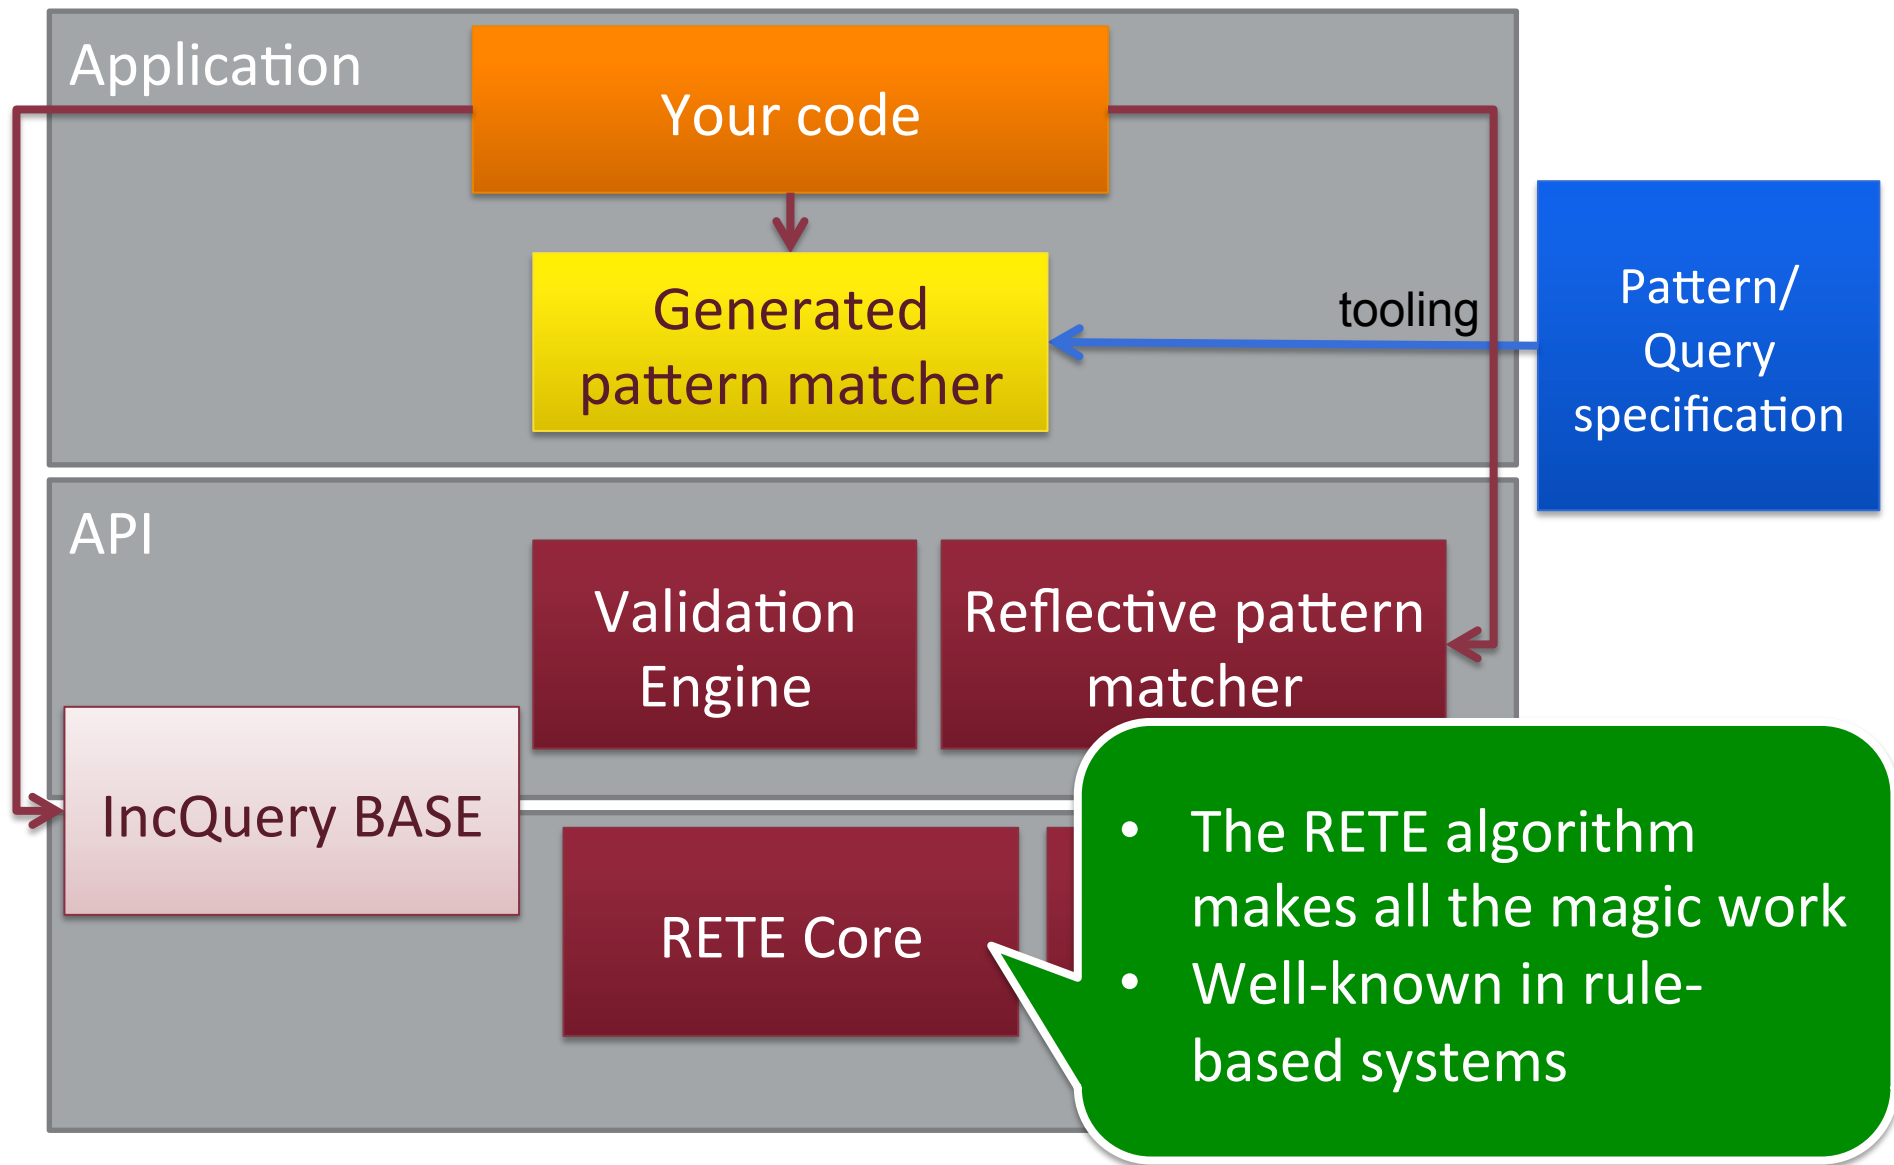 Application
Your code
Generated
pattern matcher
tooling
Pattern/
Query
specification
API
Validation
Engine
Reflective pattern
matcher
IncQuery BASE
RETE Core
• The RETE algorithm
makes all the magic work
• Well-known in rule-
based systems